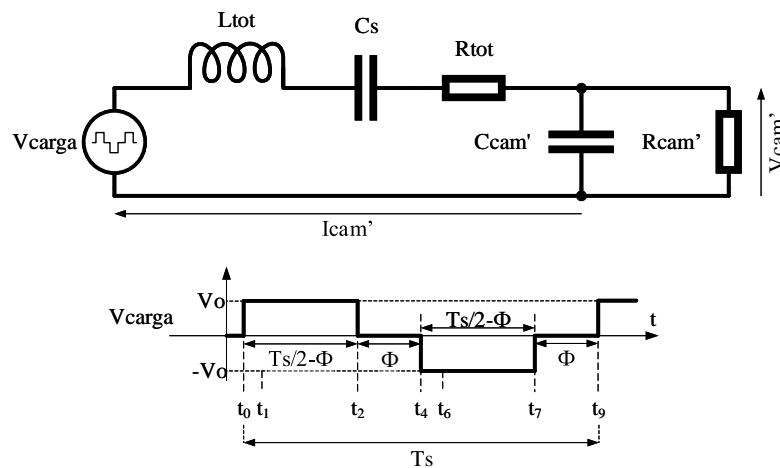 Ltot
Cs
Rtot
Vcarga
Ccam'
Rcam'
Vcam'
Icam'
Vo
Vcarga
Ts/2-Φ
t
Ts/2-Φ
Φ
Φ
-Vo
t0 t1 t2 t4 t6 t7 t9
Ts